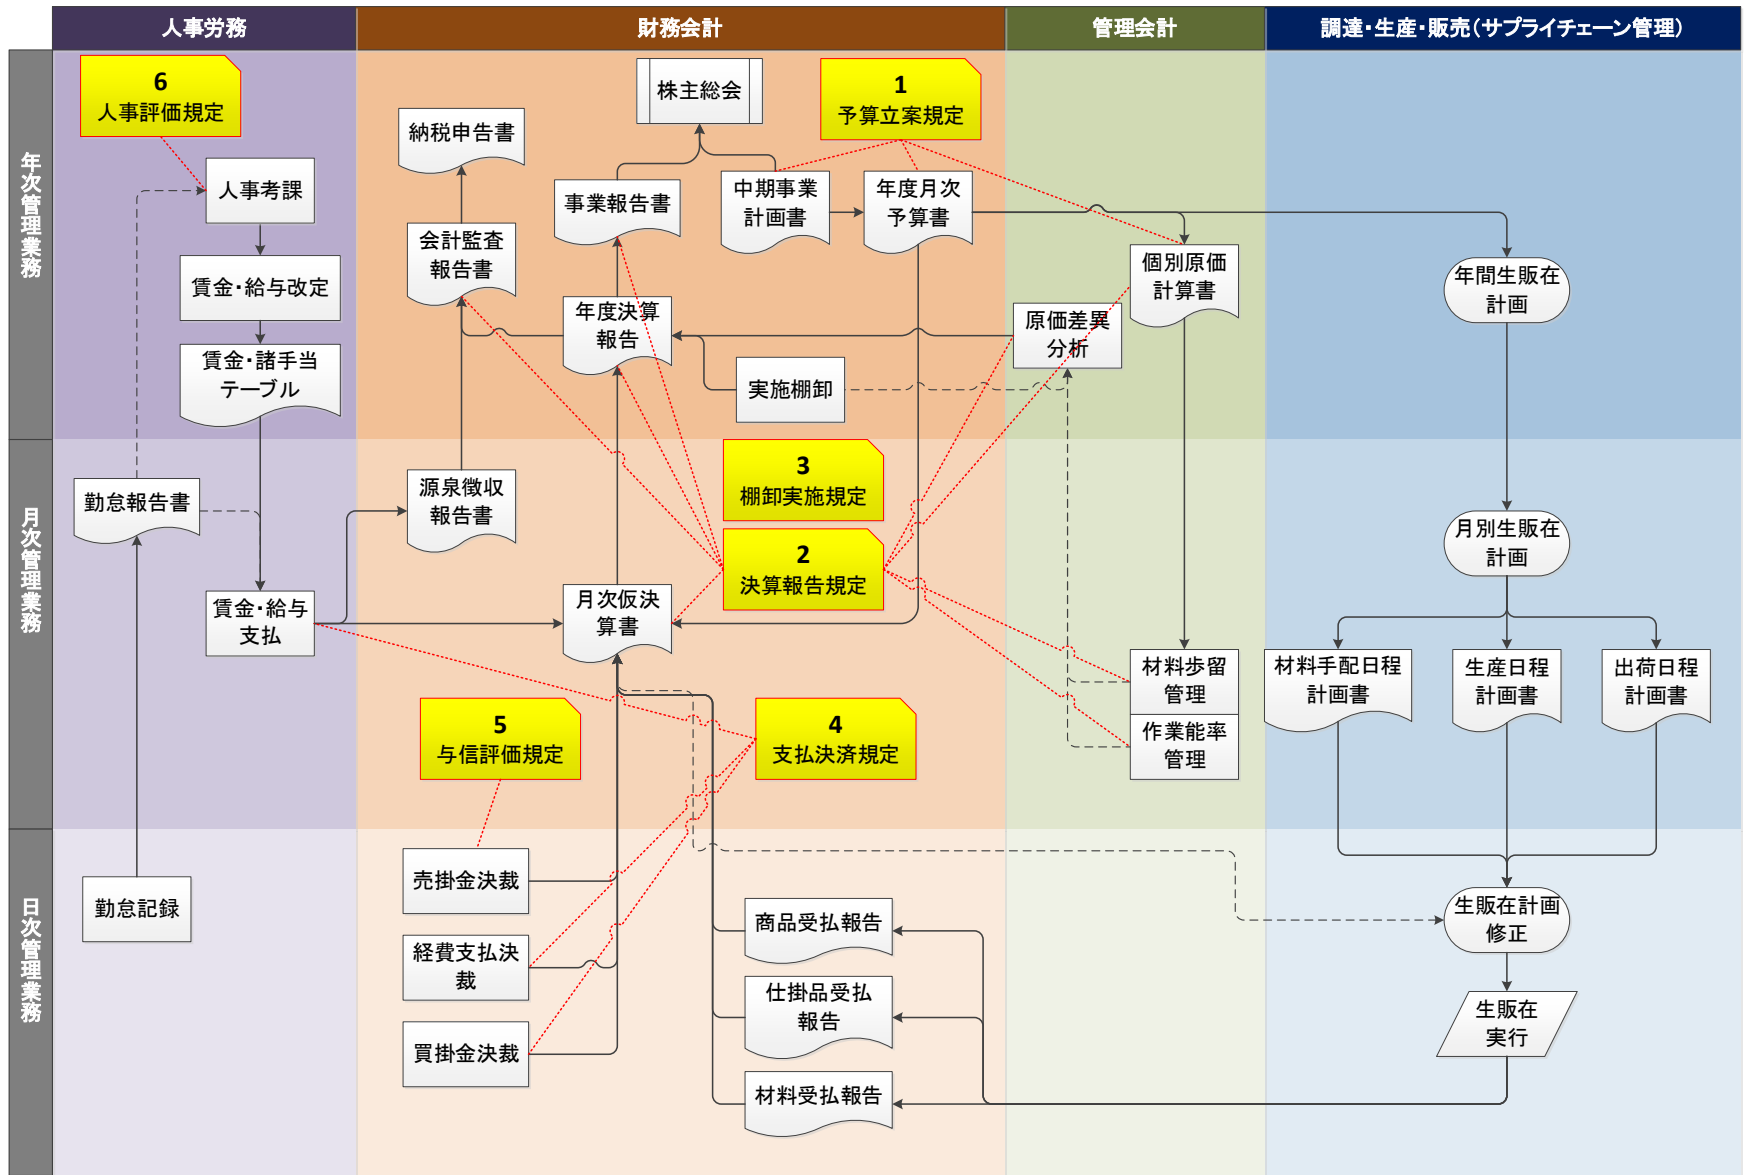 人事労務
財務会計
管理会計
調達・生産・販売(サプライチェーン管理)
年次管理業務
6
人事評価規定
人事考課
賃金・給与改定
賃金・諸手当
テーブル
納税申告書
会計監査
報告書
株主総会
事業報告書
年度決算
報告
1
予算立案規定
中期事業
計画書
年度月次
予算書
実施棚卸
個別原価
計算書
原価差異
分析
年間生販在
計画
月次管理業務
勤怠報告書
賃金・給与
支払
源泉徴収
報告書
3
棚卸実施規定
2
決算報告規定
月次仮決
算書
5
与信評価規定
4
支払決済規定
材料歩留
管理
作業能率
管理
月別生販在
計画
材料手配日程
計画書
生産日程
計画書
出荷日程
計画書
日次管理業務
勤怠記録
売掛金決裁
経費支払決
裁
買掛金決裁
商品受払報告
仕掛品受払
報告
材料受払報告
生販在計画
修正
生販在
実行